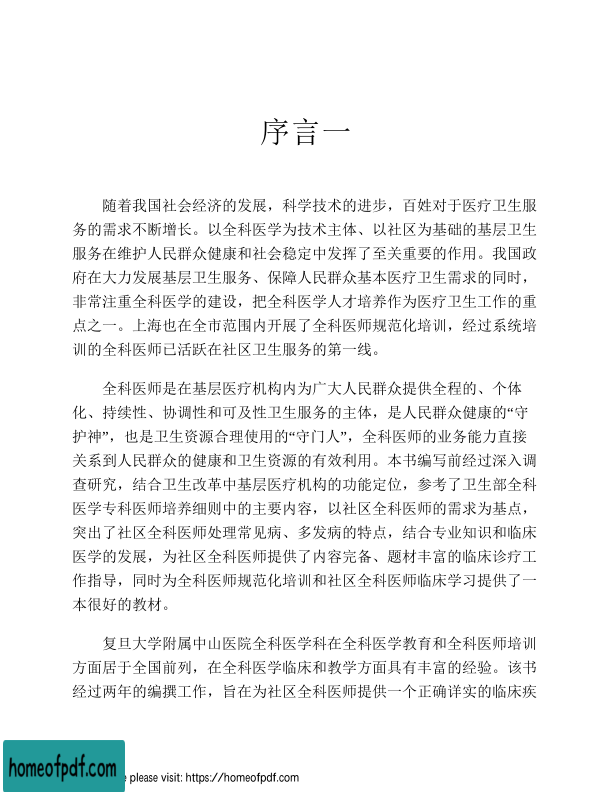 序言一
随着我国社会经济的发展，科学技术的进步，百姓对于医疗卫生服
务的需求不断增长。以全科医学为技术主体、以社区为基础的基层卫生
服务在维护人民群众健康和社会稳定中发挥了至关重要的作用。我国政
府在大力发展基层卫生服务、保障人民群众基本医疗卫生需求的同时，
非常注重全科医学的建设，把全科医学人才培养作为医疗卫生工作的重
点之一。上海也在全市范围内开展了全科医师规范化培训，经过系统培
训的全科医师已活跃在社区卫生服务的第一线。
全科医师是在基层医疗机构内为广大人民群众提供全程的、个体
化、持续性、协调性和可及性卫生服务的主体，是人民群众健康的“守
护神”，也是卫生资源合理使用的“守门人”，全科医师的业务能力直接
关系到人民群众的健康和卫生资源的有效利用。本书编写前经过深入调
查研究，结合卫生改革中基层医疗机构的功能定位，参考了卫生部全科
医学专科医师培养细则中的主要内容，以社区全科医师的需求为基点，
突出了社区全科医师处理常见病、多发病的特点，结合专业知识和临床
医学的发展，为社区全科医师提供了内容完备、题材丰富的临床诊疗工
作指导，同时为全科医师规范化培训和社区全科医师临床学习提供了一
本很好的教材。
复旦大学附属中山医院全科医学科在全科医学教育和全科医师培训
方面居于全国前列，在全科医学临床和教学方面具有丰富的经验。该书
经过两年的编撰工作，旨在为社区全科医师提供一个正确详实的临床疾
homeofpdf.com
e please visit: https://homeofpdf.com